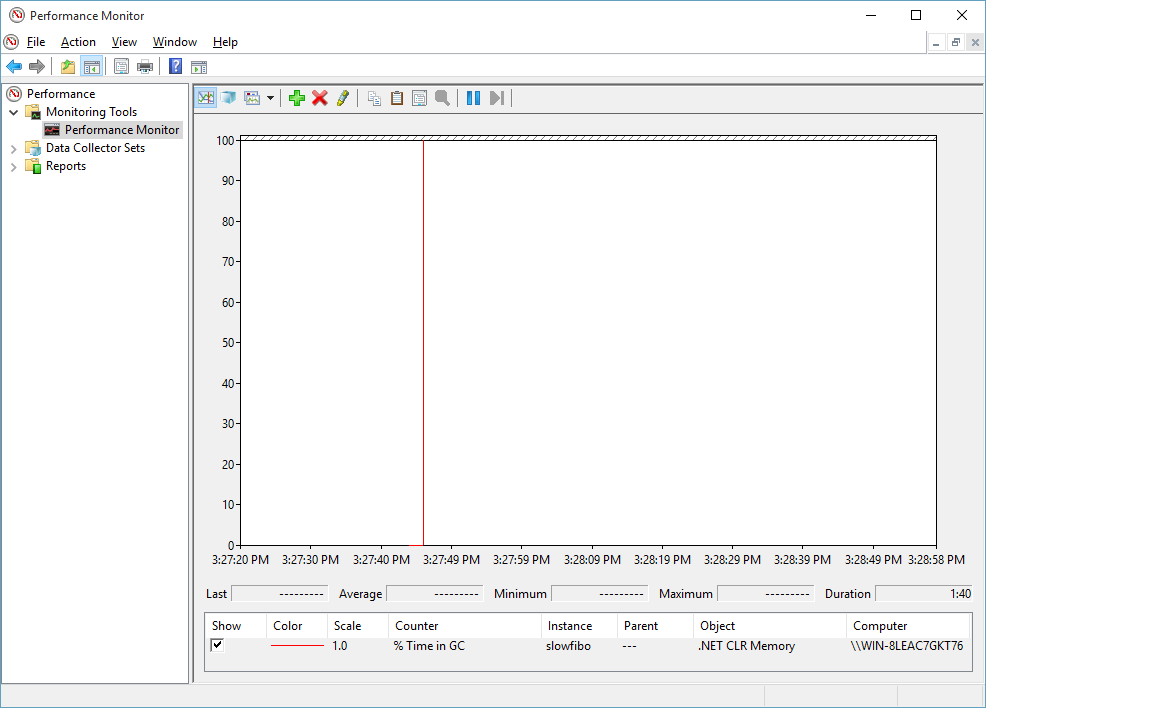 Performance Monitor
File Action View Window Help
Performance
Monitoring Tools
Performance Monitor
Data Collector Sets
Reports
100
90
80
70
60
50
40
30
20
10
0
3:27:20 PM 3:27:30 PM 3:27:40 PM 3:27:49 PM 3:27:59 PM 3:28:09 PM 3:28:19 PM 3:28:29 PM 3:28:39 PM 3:28:49 PM 3:28:58 PM
Last --------- Average --------- Minimum --------- Maximum --------- Duration 1:40
Show Color Scale Counter Instance Parent Object Computer
1.0 % Time in GC slowfibo --- .NET CLR Memory \\WIN-8LEAC7GKT76